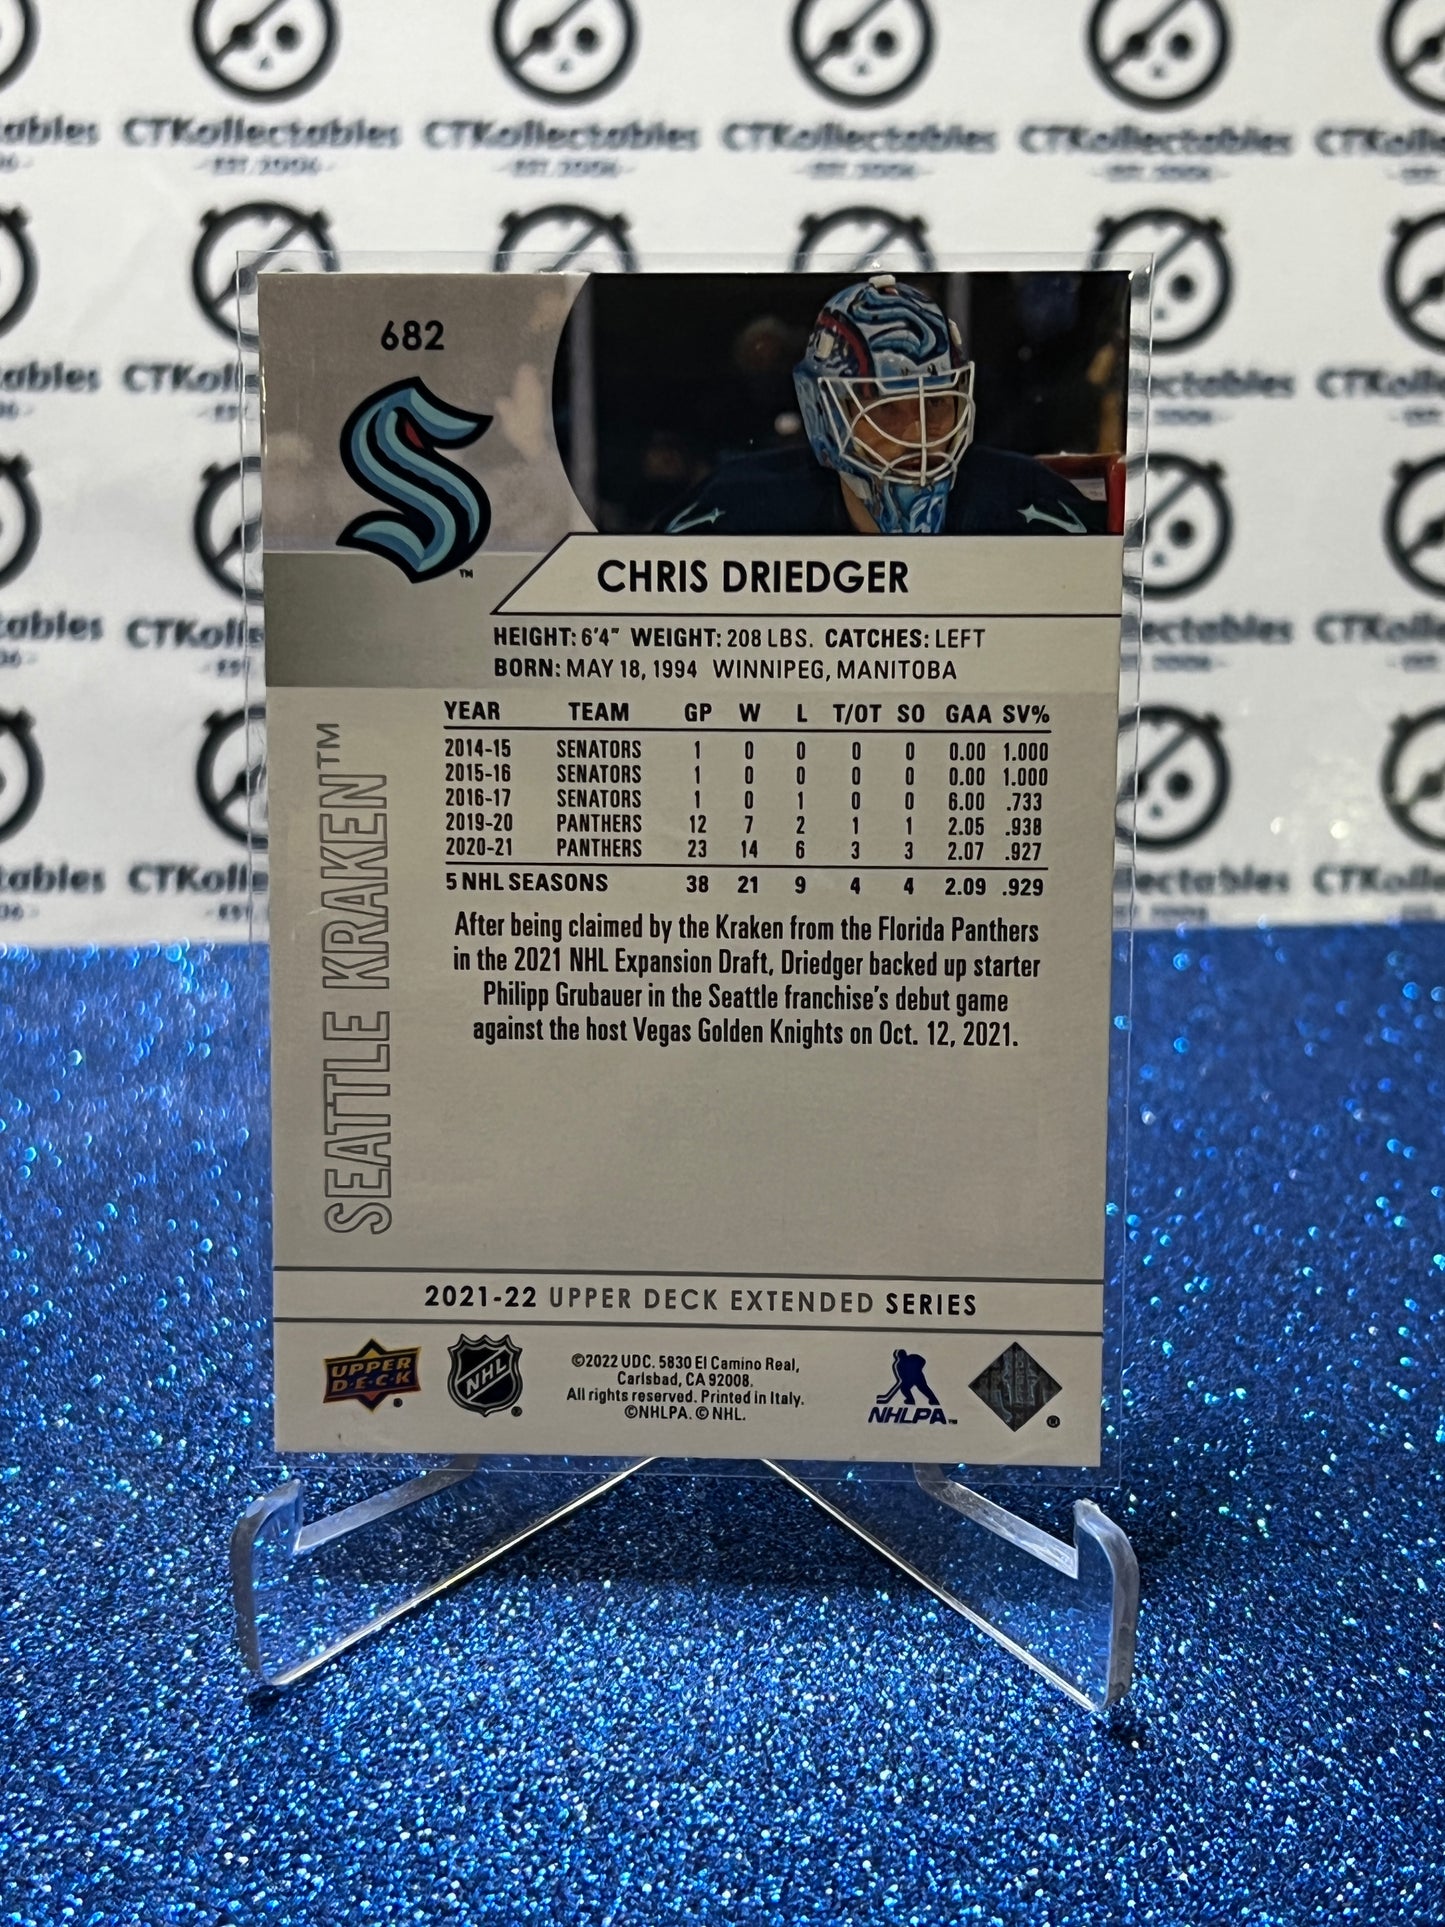 CTKollectables CTKollectables CTKollectables CTKollectables
682
CHRIS DRIEDGER
HEIGHT: 6'4" WEIGHT: 208 LBS. CATCHES: LEFT
BORN: MAY 18, 1994 WINNIPEG, MANITOBA
YEAR TEAM GP W L T/OT SO GAA SV%
2014-15 SENATORS 1 0 0 0 0 0.00 1.000
2015-16 SENATORS 1 0 0 0 0 0.00 1.000
2016-17 SENATORS 1 0 1 0 0 6.00 .733
2019-20 PANTHERS 12 7 2 1 1 2.05 .938
2020-21 PANTHERS 23 14 6 3 3 2.07 .927
5 NHL SEASONS 38 21 9 4 4 2.09 .929
After being claimed by the Kraken from the Florida Panthers
in the 2021 NHL Expansion Draft, Driedger backed up starter
Philipp Grubauer in the Seattle franchise's debut game
against the host Vegas Golden Knights on Oct. 12, 2021.
SEATTLE KRAKEN™
2021-22 UPPER DECK EXTENDED SERIES
UPPER
D·E·C·K
NHL
©2022 UDC. 5830 El Camino Real,
Carlsbad, CA 92008.
All rights reserved. Printed in Italy.
©NHLPA. © NHL.
NHLPA™